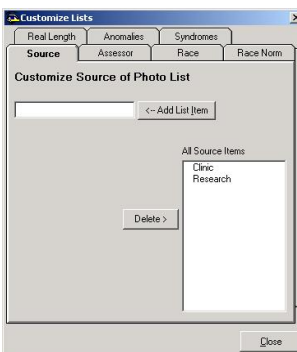 Customize Lists
Real Length Anomalies Syndromes
Source Assessor Race Race Norm
Customize Source of Photo List
<-- Add List Item
All Source Items
Clinic
Research
Delete >
Close